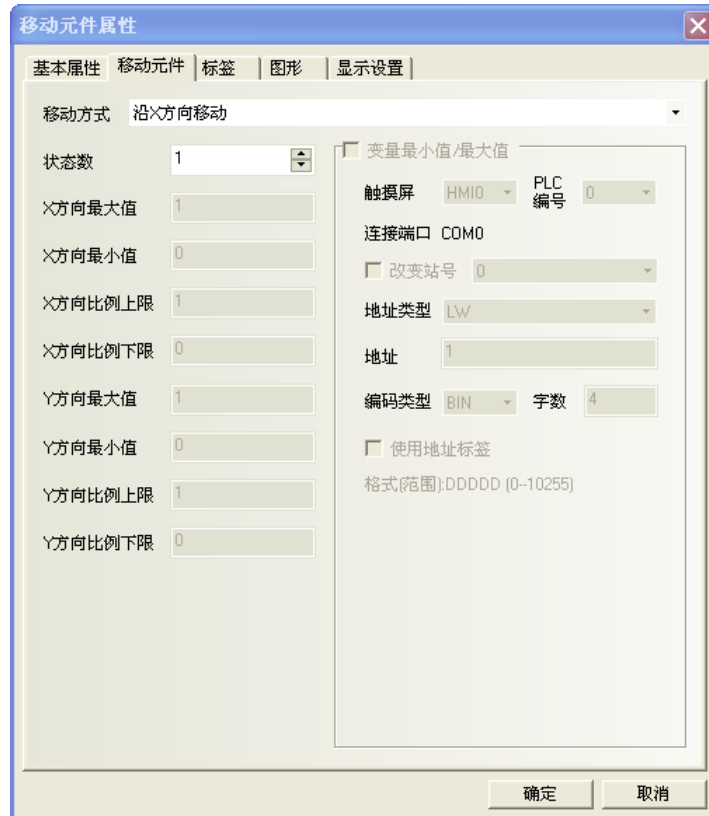 移动元件属性
基本属性 移动元件 标签 图形 显示设置
移动方式 沿X方向移动
状态数 1
X方向最大值 1
X方向最小值 0
X方向比例上限 1
X方向比例下限 0
Y方向最大值 1
Y方向最小值 0
Y方向比例上限 1
Y方向比例下限 0
变量最小值/最大值
触摸屏 HMI0 PLC编号 0
连接端口 COM0
改变站号 0
地址类型 LW
地址 1
编码类型 BIN 字数 4
使用地址标签
格式(范围):DDDDD (0--10255)
确定 取消